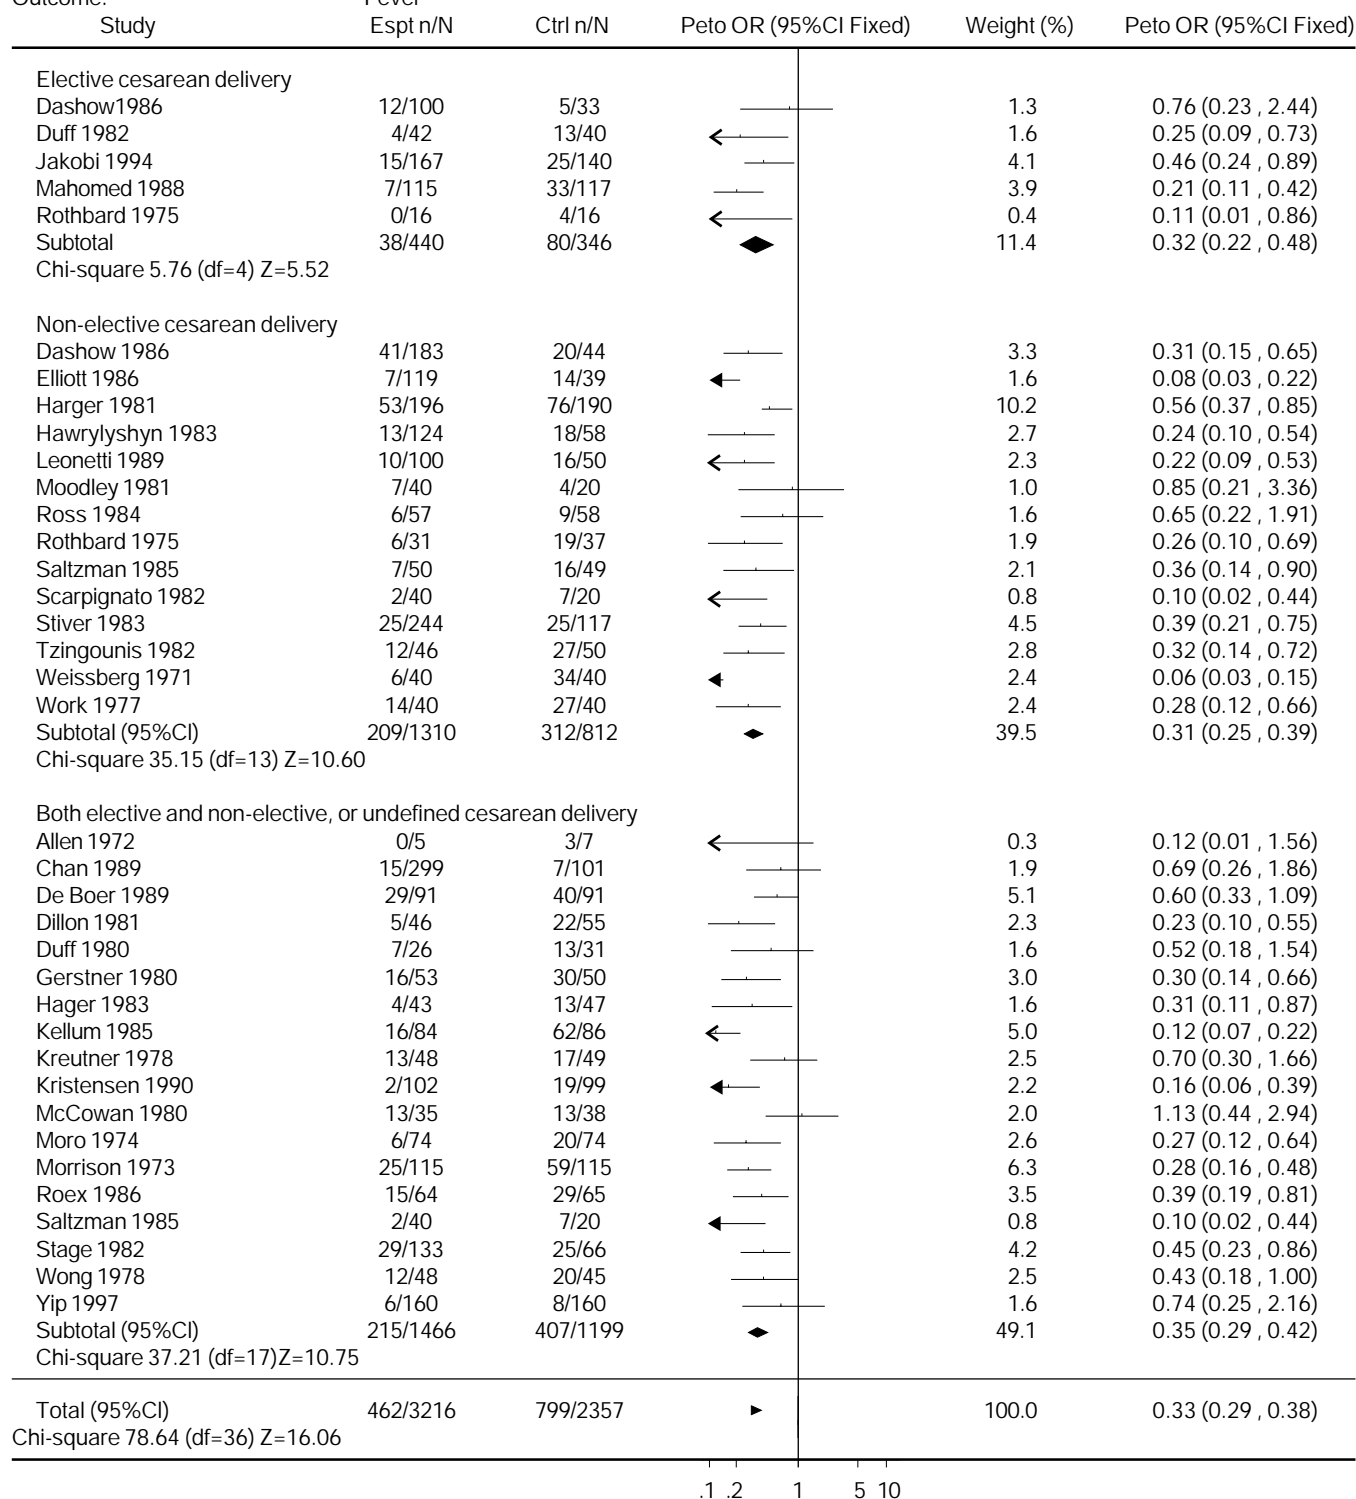 Outcome: Fever
Study Espt n/N Ctrl n/N Peto OR (95%CI Fixed) Weight (%) Peto OR (95%CI Fixed)
Elective cesarean delivery
Dashow1986 12/100 5/33 1.3 0.76 (0.23 , 2.44)
Duff 1982 4/42 13/40 1.6 0.25 (0.09 , 0.73)
Jakobi 1994 15/167 25/140 4.1 0.46 (0.24 , 0.89)
Mahomed 1988 7/115 33/117 3.9 0.21 (0.11 , 0.42)
Rothbard 1975 0/16 4/16 0.4 0.11 (0.01 , 0.86)
Subtotal 38/440 80/346 11.4 0.32 (0.22 , 0.48)
Chi-square 5.76 (df=4) Z=5.52
Non-elective cesarean delivery
Dashow 1986 41/183 20/44 3.3 0.31 (0.15 , 0.65)
Elliott 1986 7/119 14/39 1.6 0.08 (0.03 , 0.22)
Harger 1981 53/196 76/190 10.2 0.56 (0.37 , 0.85)
Hawrylyshyn 1983 13/124 18/58 2.7 0.24 (0.10 , 0.54)
Leonetti 1989 10/100 16/50 2.3 0.22 (0.09 , 0.53)
Moodley 1981 7/40 4/20 1.0 0.85 (0.21 , 3.36)
Ross 1984 6/57 9/58 1.6 0.65 (0.22 , 1.91)
Rothbard 1975 6/31 19/37 1.9 0.26 (0.10 , 0.69)
Saltzman 1985 7/50 16/49 2.1 0.36 (0.14 , 0.90)
Scarpignato 1982 2/40 7/20 0.8 0.10 (0.02 , 0.44)
Stiver 1983 25/244 25/117 4.5 0.39 (0.21 , 0.75)
Tzingounis 1982 12/46 27/50 2.8 0.32 (0.14 , 0.72)
Weissberg 1971 6/40 34/40 2.4 0.06 (0.03 , 0.15)
Work 1977 14/40 27/40 2.4 0.28 (0.12 , 0.66)
Subtotal (95%CI) 209/1310 312/812 39.5 0.31 (0.25 , 0.39)
Chi-square 35.15 (df=13) Z=10.60
Both elective and non-elective, or undefined cesarean delivery
Allen 1972 0/5 3/7 0.3 0.12 (0.01 , 1.56)
Chan 1989 15/299 7/101 1.9 0.69 (0.26 , 1.86)
De Boer 1989 29/91 40/91 5.1 0.60 (0.33 , 1.09)
Dillon 1981 5/46 22/55 2.3 0.23 (0.10 , 0.55)
Duff 1980 7/26 13/31 1.6 0.52 (0.18 , 1.54)
Gerstner 1980 16/53 30/50 3.0 0.30 (0.14 , 0.66)
Hager 1983 4/43 13/47 1.6 0.31 (0.11 , 0.87)
Kellum 1985 16/84 62/86 5.0 0.12 (0.07 , 0.22)
Kreutner 1978 13/48 17/49 2.5 0.70 (0.30 , 1.66)
Kristensen 1990 2/102 19/99 2.2 0.16 (0.06 , 0.39)
McCowan 1980 13/35 13/38 2.0 1.13 (0.44 , 2.94)
Moro 1974 6/74 20/74 2.6 0.27 (0.12 , 0.64)
Morrison 1973 25/115 59/115 6.3 0.28 (0.16 , 0.48)
Roex 1986 15/64 29/65 3.5 0.39 (0.19 , 0.81)
Saltzman 1985 2/40 7/20 0.8 0.10 (0.02 , 0.44)
Stage 1982 29/133 25/66 4.2 0.45 (0.23 , 0.86)
Wong 1978 12/48 20/45 2.5 0.43 (0.18 , 1.00)
Yip 1997 6/160 8/160 1.6 0.74 (0.25 , 2.16)
Subtotal (95%CI) 215/1466 407/1199 49.1 0.35 (0.29 , 0.42)
Chi-square 37.21 (df=17)Z=10.75
Total (95%CI) 462/3216 799/2357 100.0 0.33 (0.29 , 0.38)
Chi-square 78.64 (df=36) Z=16.06
.1 .2 1 5 10